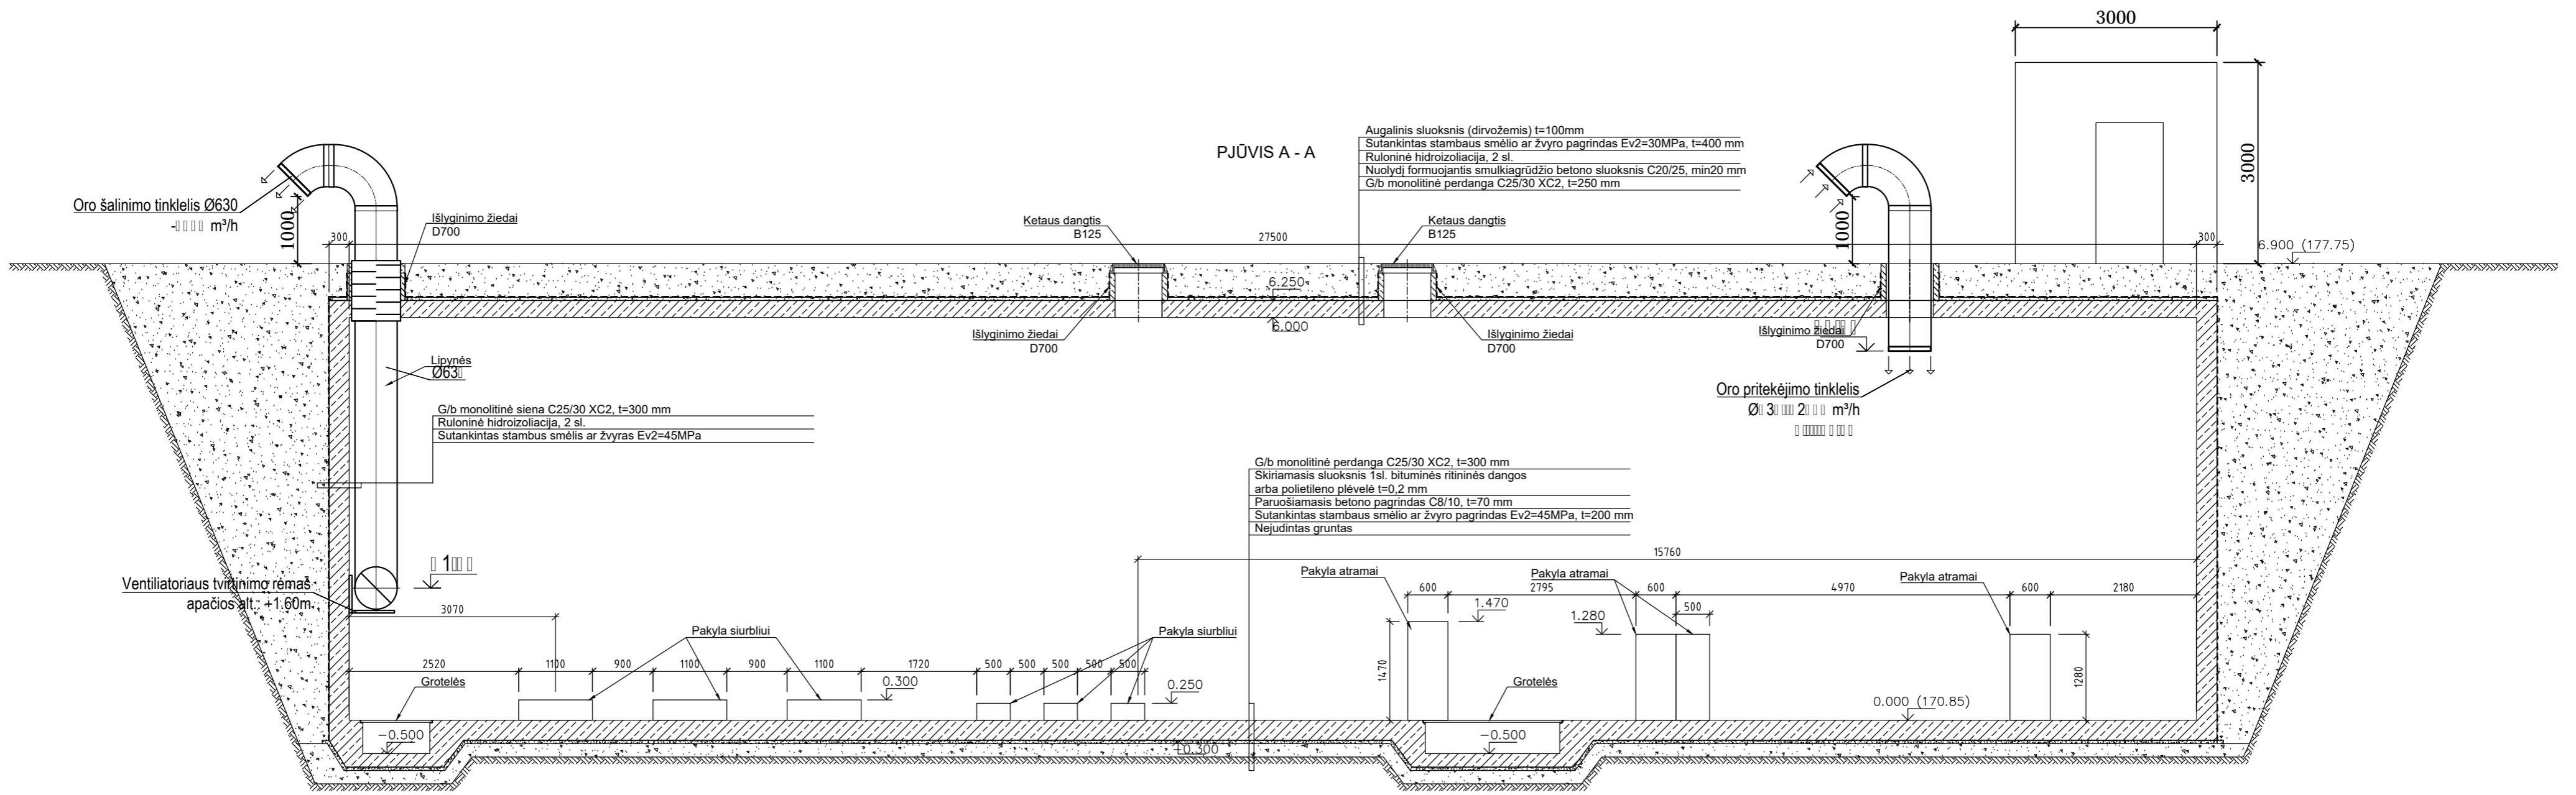 3000
PJŪVIS A - A
Augalinis sluoksnis (dirvožemis) t=100mm
Sutankintas stambaus smėlio ar žvyro pagrindas Ev2=30MPa, t=400 mm
Ruloninė hidroizoliacija, 2 sl.
Nuolydį formuojantis smulkiagrūdžio betono sluoksnis C20/25, min20 mm
G/b monolitinė perdanga C25/30 XC2, t=250 mm
3000
Oro šalinimo tinklelis Ø630
m³/h
1000
Išlyginimo žiedai
D700
Ketaus dangtis
B125
Ketaus dangtis
B125
1000
300
27500
300
6.900 (177.75)
6.250
6.000
Išlyginimo žiedai
D700
Išlyginimo žiedai
D700
Išlyginimo žiedai
D700
Lipynės
Oro pritekėjimo tinklelis
m³/h
G/b monolitinė siena C25/30 XC2, t=300 mm
Ruloninė hidroizoliacija, 2 sl.
Sutankintas stambus smėlis ar žvyras Ev2=45MPa
G/b monolitinė perdanga C25/30 XC2, t=300 mm
Skiriamasis sluoksnis 1sl. bituminės ritininės dangos
arba polietileno plėvelė t=0,2 mm
Paruošiamasis betono pagrindas C8/10, t=70 mm
Sutankintas stambaus smėlio ar žvyro pagrindas Ev2=45MPa, t=200 mm
Nejudintas gruntas
15760
Ventiliatoriaus tvirtinimo rėmas
apačios alt.: +1.60m
Pakyla atramai
Pakyla atramai
Pakyla atramai
600
2795
600
4970
600
2180
500
3070
1.470
1.280
Pakyla siurbliui
Pakyla siurbliui
2520
1100
900
1100
900
1100
1720
500
500
500
500
500
1470
1280
Grotelės
0.300
0.250
Grotelės
0.000 (170.85)
−0.500
−0.300
−0.500